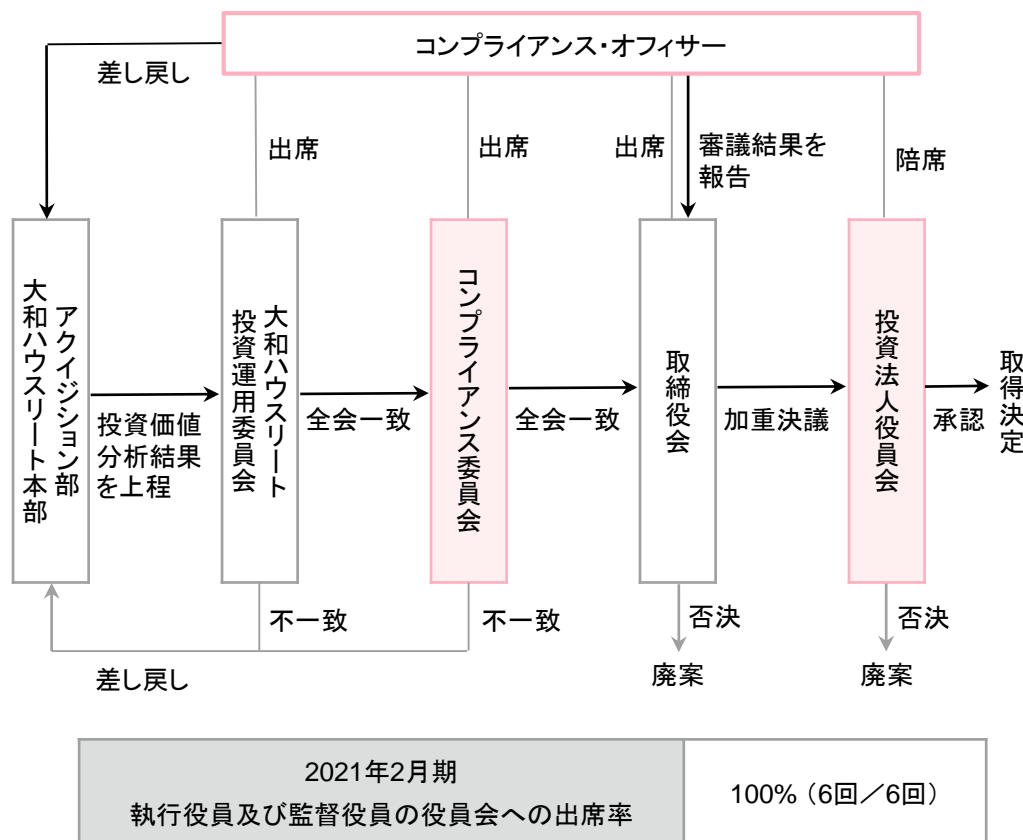 コンプライアンス・オフィサー
差し戻し
出席
出席
出席
審議結果を
報告
陪席
大和ハウスリート本部
アクイジション部
投資価値
分析結果
を上程
大和ハウスリート
投資運用委員会
全会一致
コンプライアンス委員会
全会一致
取締役会
加重決議
投資法人役員会
承認
取得決定
不一致
不一致
否決
否決
差し戻し
廃案
廃案
2021年2月期
執行役員及び監督役員の役員会への出席率
100%（6回／6回）